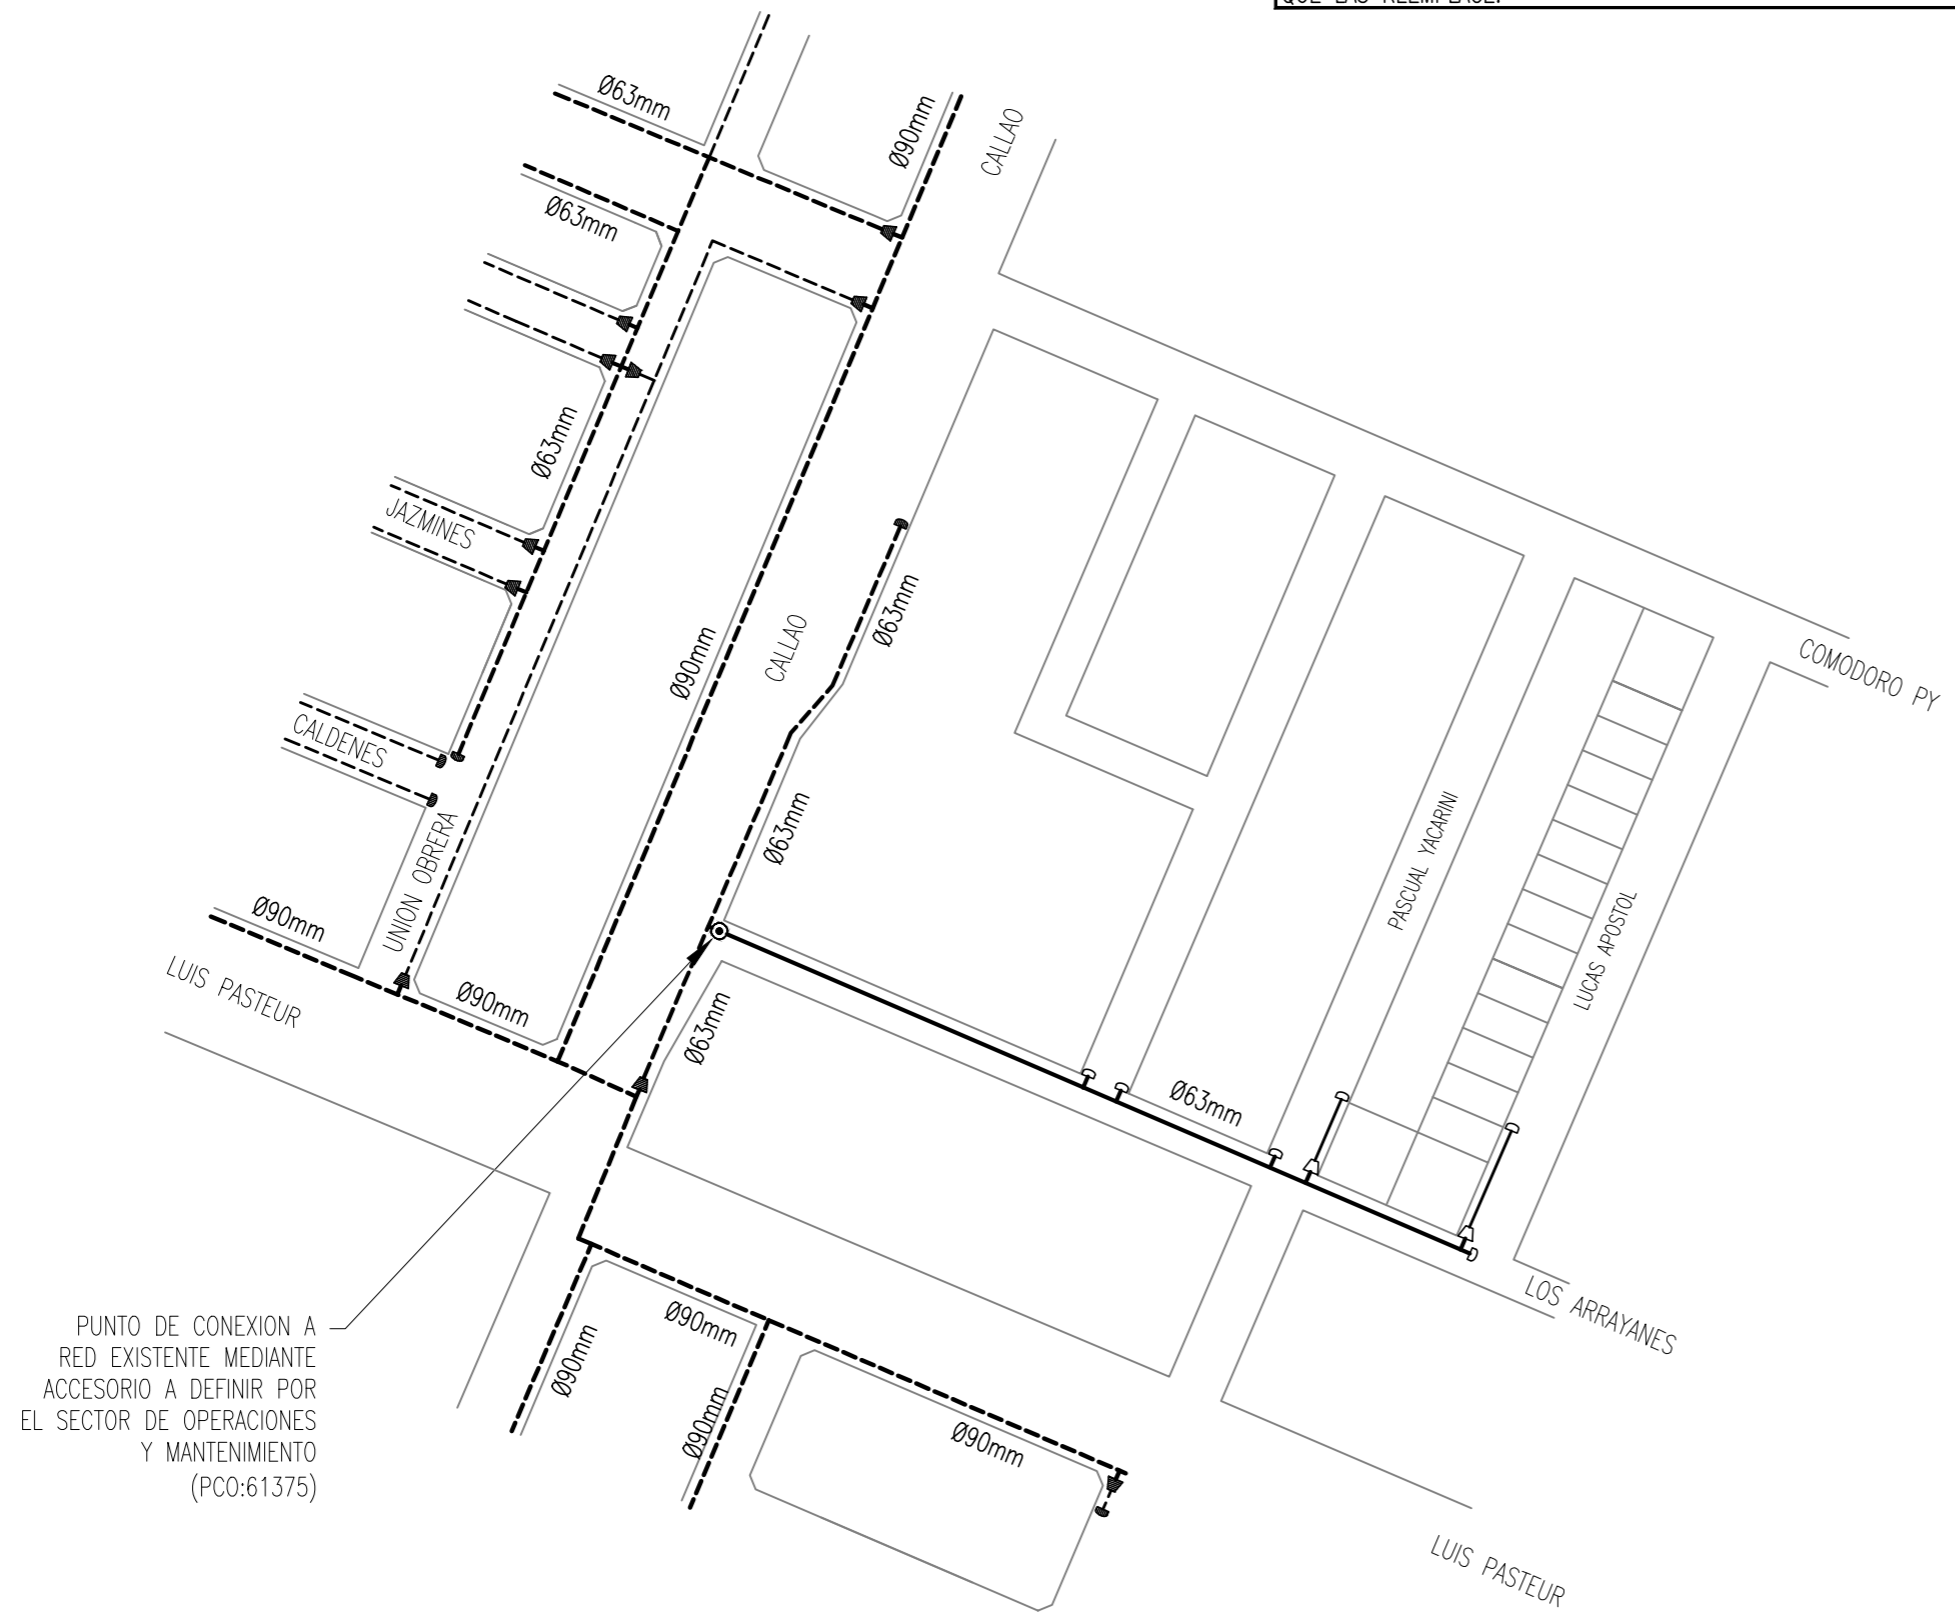 Ø63mm
Ø90mm
CALLAO
Ø63mm
Ø63mm
JAZMINES
Ø63mm
Ø90mm
CALLAO
COMODORO PY
CALDENES
Ø63mm
PASCUAL YACARINI
UNION OBRERA
LUCAS APOSTOL
Ø90mm
LUIS PASTEUR
Ø90mm
Ø63mm
Ø63mm
LOS ARRAYANES
PUNTO DE CONEXION A
RED EXISTENTE MEDIANTE
ACCESORIO A DEFINIR POR
EL SECTOR DE OPERACIONES
Y MANTENIMIENTO
(PCO:61375)
Ø90mm
Ø90mm
Ø90mm
Ø90mm
LUIS PASTEUR